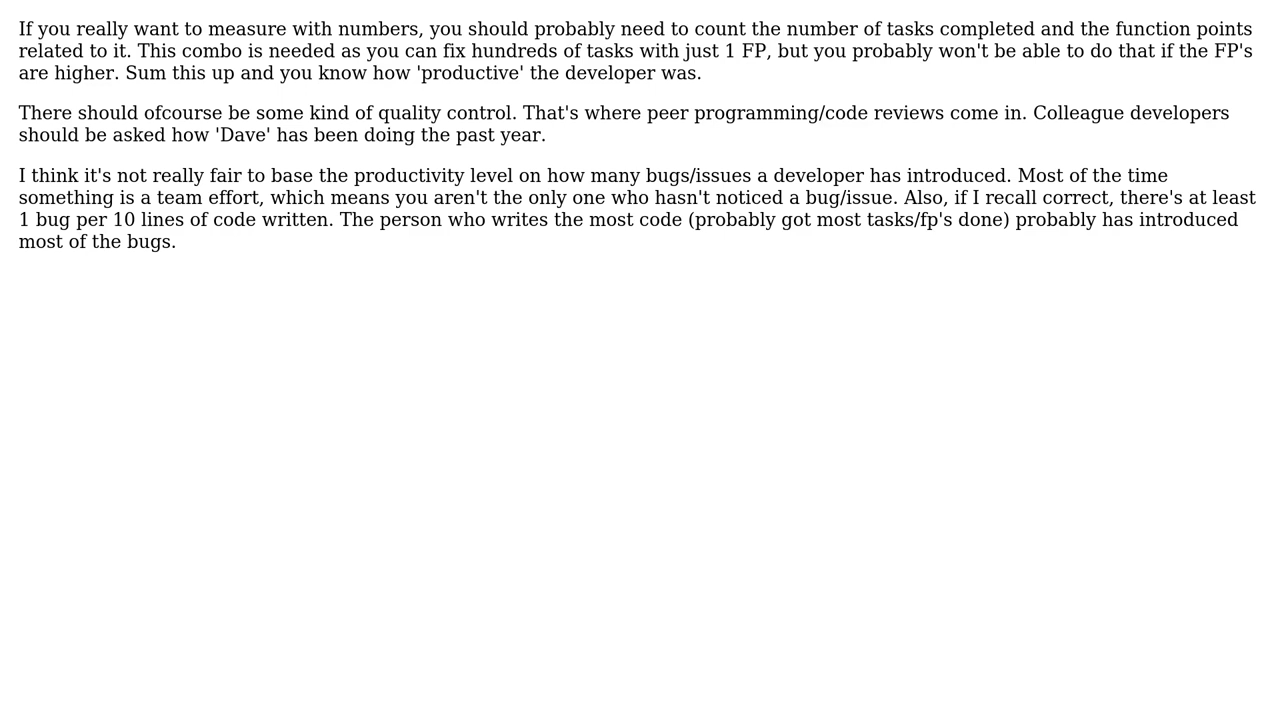 If you really want to measure with numbers, you should probably need to count the number of tasks completed and the function points
related to it. This combo is needed as you can fix hundreds of tasks with just 1 FP, but you probably won't be able to do that if the FP's
are higher. Sum this up and you know how 'productive' the developer was.
There should ofcourse be some kind of quality control. That's where peer programming/code reviews come in. Colleague developers
should be asked how 'Dave' has been doing the past year.
I think it's not really fair to base the productivity level on how many bugs/issues a developer has introduced. Most of the time
something is a team effort, which means you aren't the only one who hasn't noticed a bug/issue. Also, if I recall correct, there's at least
1 bug per 10 lines of code written. The person who writes the most code (probably got most tasks/fp's done) probably has introduced
most of the bugs.